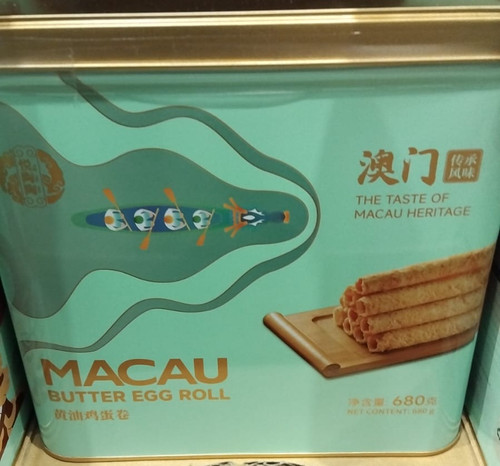 澳门 传承
风味
THE TASTE OF
MACAU HERITAGE
MACAU
BUTTER EGG ROLL
黄油鸡蛋卷
净含量: 680克
NET CONTENT: 680 g